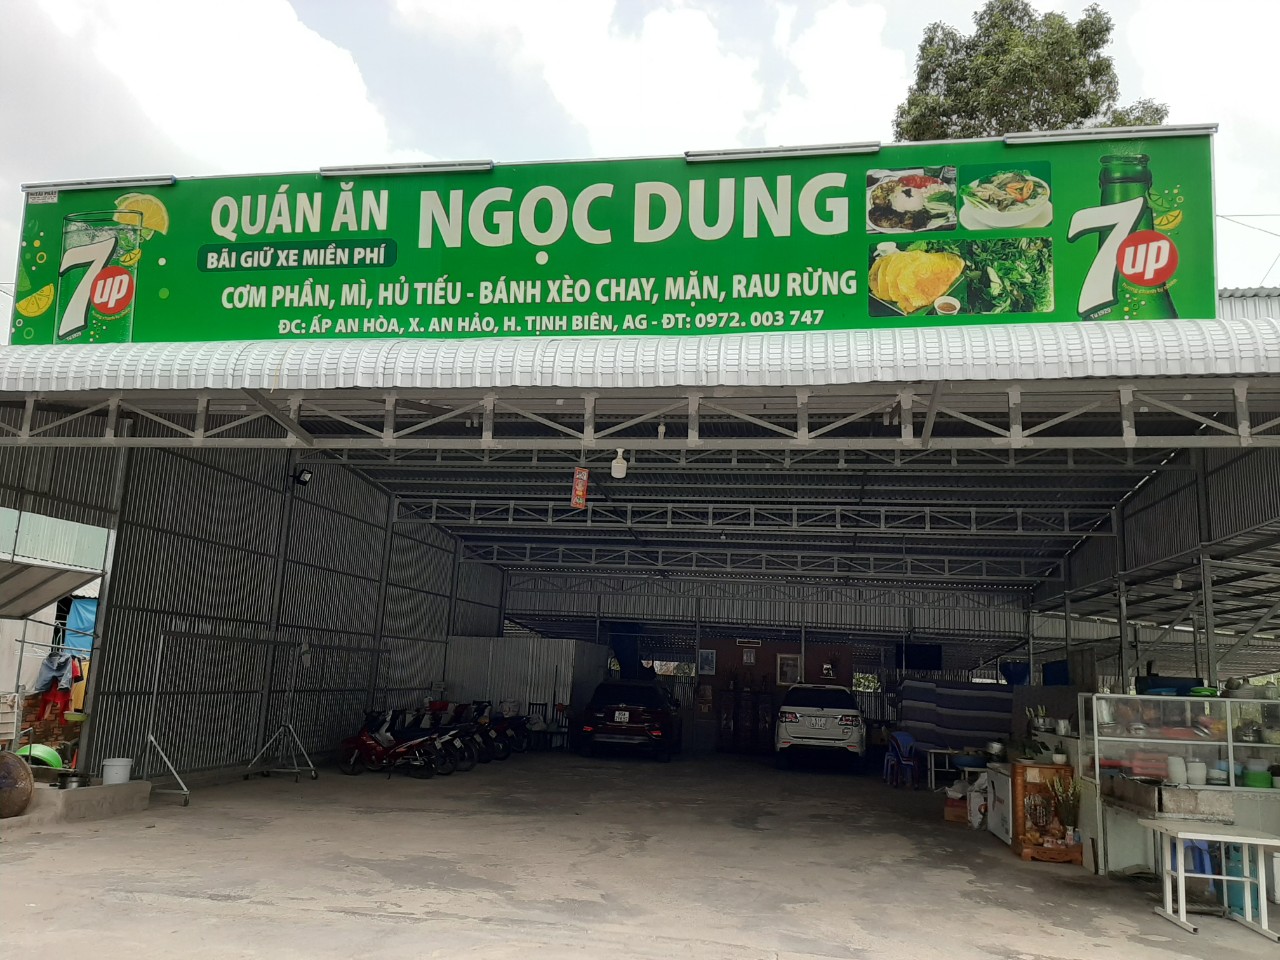 QUÁN ĂN NGỌC DUNG
BÃI GIỮ XE MIỀN PHÍ
CƠM PHẦN, MÌ, HỦ TIẾU - BÁNH XÈO CHAY, MẶN, RAU RỪNG
ĐC: ẤP AN HÒA, X. AN HẢO, H. TỊNH BIÊN, AG - ĐT: 0972. 003 747
7up
7up